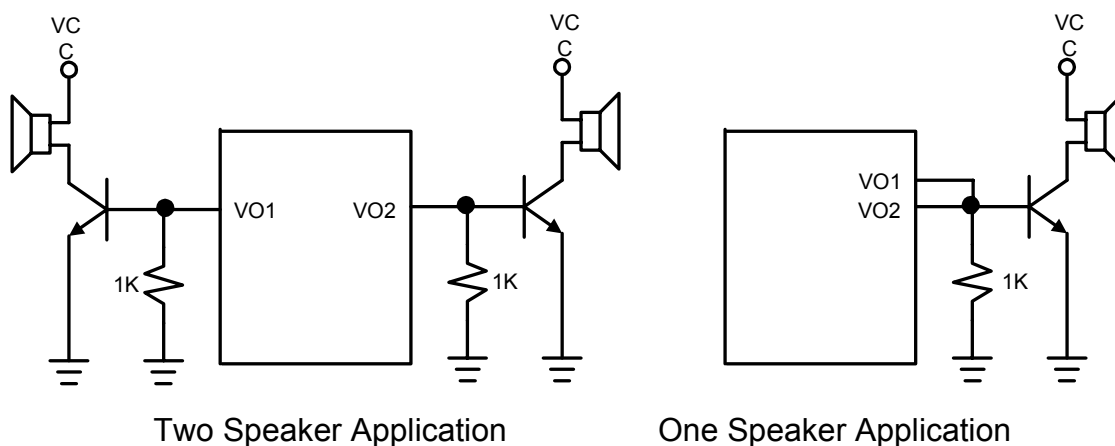 VC
C
VC
C
VC
C
VO1
VO2
VO1
VO2
1K
1K
1K
Two Speaker Application
One Speaker Application